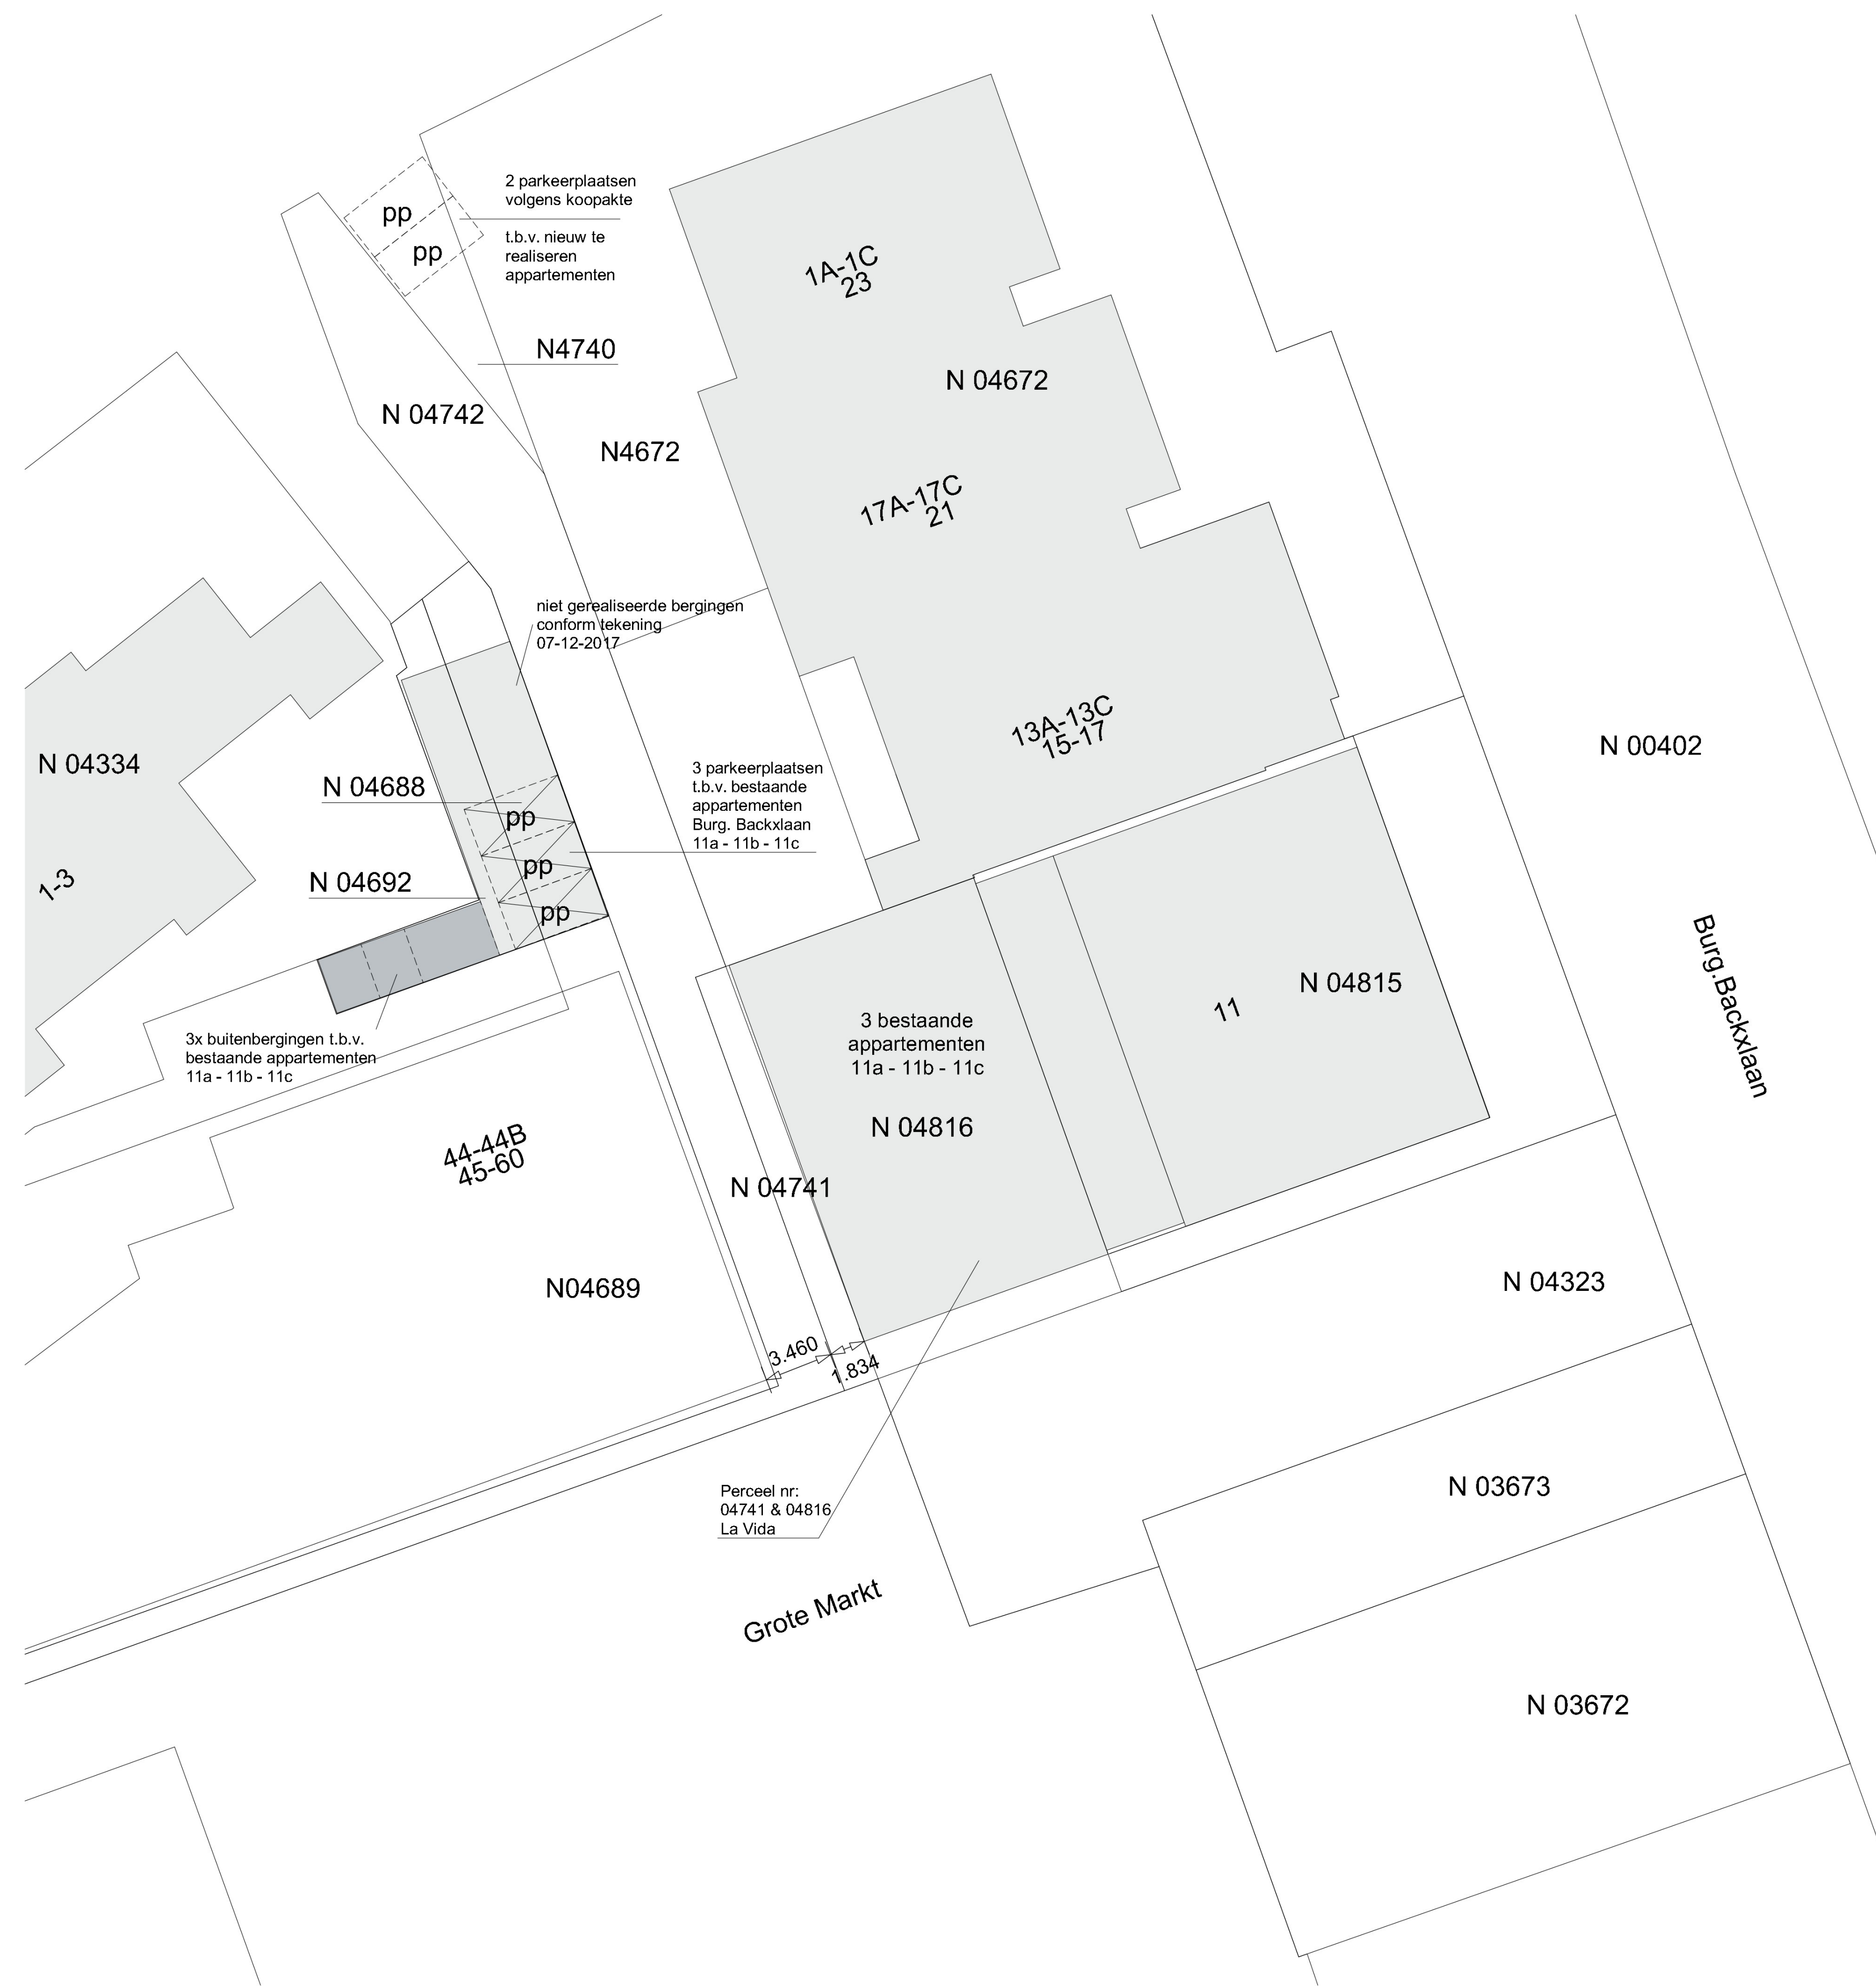 2 parkeerplaatsen
volgens koopakte
t.b.v. nieuw te
realiseren
appartementen
pp
pp
1A-1C
23
N4740
N 04672
N 04742
N4672
17A-17C
21
niet gerealiseerde bergingen
conform tekening
07-12-2017
13A-13C
15-17
N 00402
N 04334
1-3
N 04688
3 parkeerplaatsen
t.b.v. bestaande
appartementen
Burg. Backxlaan
11a - 11b - 11c
pp
pp
pp
N 04692
3x buitenbergingen t.b.v.
bestaande appartementen
11a - 11b - 11c
3 bestaande
appartementen
11a - 11b - 11c
N 04816
11
N 04815
Burg.Backxlaan
44-44B
45-60
N 04741
N04689
N 04323
3.460
1.834
Perceel nr:
04741 & 04816
La Vida
N 03673
Grote Markt
N 03672